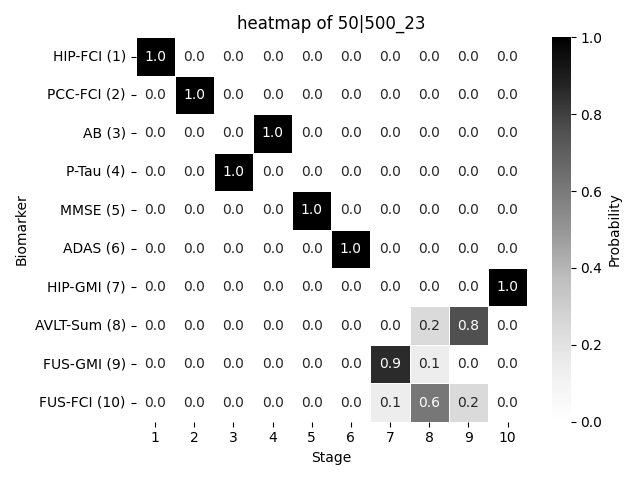 heatmap of 50|500_23
HIP-FCI (1) 1.0 0.0 0.0 0.0 0.0 0.0 0.0 0.0 0.0 0.0
PCC-FCI (2) 0.0 1.0 0.0 0.0 0.0 0.0 0.0 0.0 0.0 0.0
AB (3) 0.0 0.0 0.0 1.0 0.0 0.0 0.0 0.0 0.0 0.0
P-Tau (4) 0.0 0.0 1.0 0.0 0.0 0.0 0.0 0.0 0.0 0.0
MMSE (5) 0.0 0.0 0.0 0.0 1.0 0.0 0.0 0.0 0.0 0.0
ADAS (6) 0.0 0.0 0.0 0.0 0.0 1.0 0.0 0.0 0.0 0.0
HIP-GMI (7) 0.0 0.0 0.0 0.0 0.0 0.0 0.0 0.0 0.0 1.0
AVLT-Sum (8) 0.0 0.0 0.0 0.0 0.0 0.0 0.0 0.2 0.8 0.0
FUS-GMI (9) 0.0 0.0 0.0 0.0 0.0 0.0 0.9 0.1 0.0 0.0
FUS-FCI (10) 0.0 0.0 0.0 0.0 0.0 0.0 0.1 0.6 0.2 0.0
1 2 3 4 5 6 7 8 9 10
Stage
Biomarker
1.0
0.8
0.6
0.4
0.2
0.0
Probability